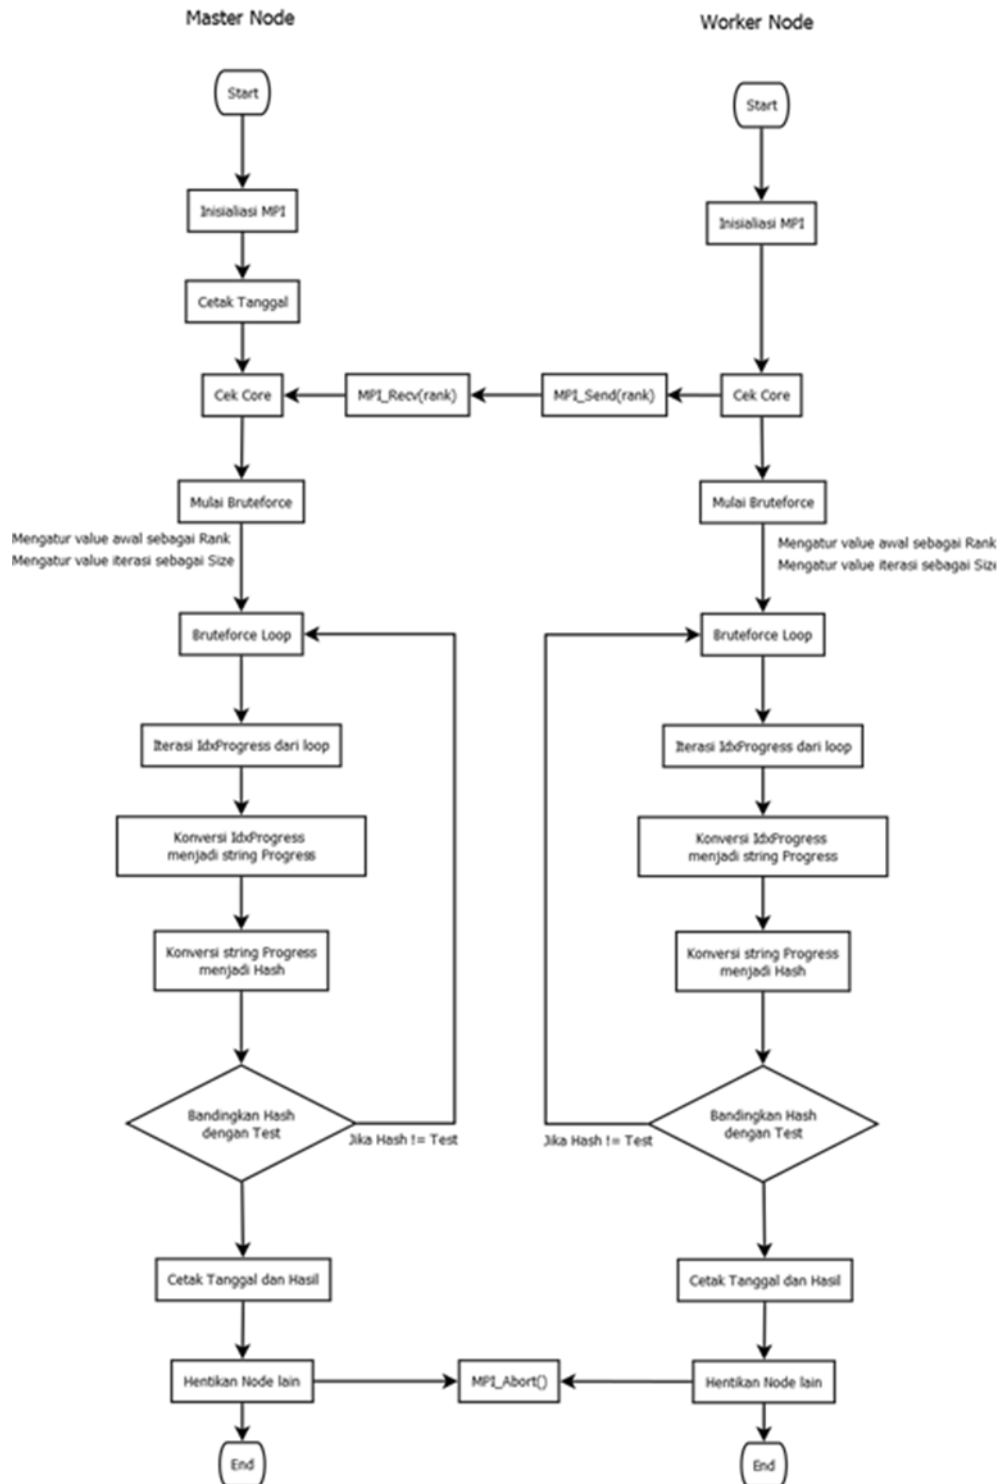 Master Node
Start
Inisialiasi MPI
Cetak Tanggal
Cek Core
MPI_Recv(rank)
Mulai Bruteforce
Mengatur value awal sebagai Rank
Mengatur value iterasi sebagai Size
Bruteforce Loop
Iterasi IdxProgress dari loop
Konversi IdxProgress
menjadi string Progress
Konversi string Progress
menjadi Hash
Bandingkan Hash
dengan Test
Jika Hash != Test
Cetak Tanggal dan Hasil
Hentikan Node lain
MPI_Abort()
End
Worker Node
Start
Inisialiasi MPI
MPI_Send(rank)
Cek Core
Mulai Bruteforce
Mengatur value awal sebagai Rank
Mengatur value iterasi sebagai Size
Bruteforce Loop
Iterasi IdxProgress dari loop
Konversi IdxProgress
menjadi string Progress
Konversi string Progress
menjadi Hash
Bandingkan Hash
dengan Test
Jika Hash != Test
Cetak Tanggal dan Hasil
Hentikan Node lain
End